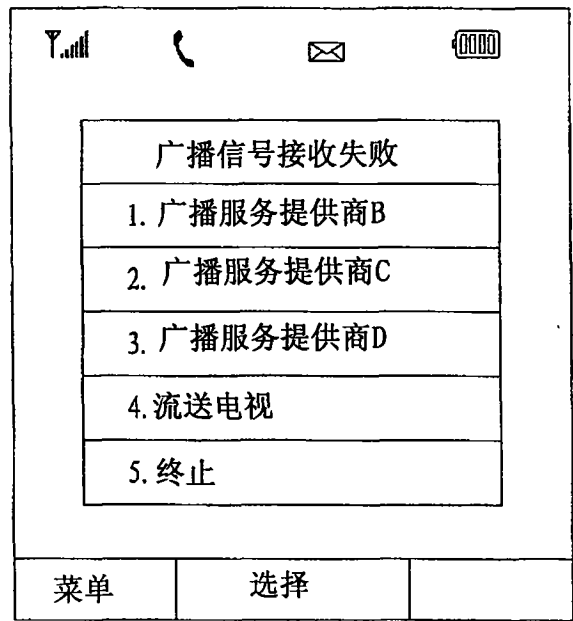 广播信号接收失败
1. 广播服务提供商B
2. 广播服务提供商C
3. 广播服务提供商D
4. 流送电视
5. 终止
菜单 选择